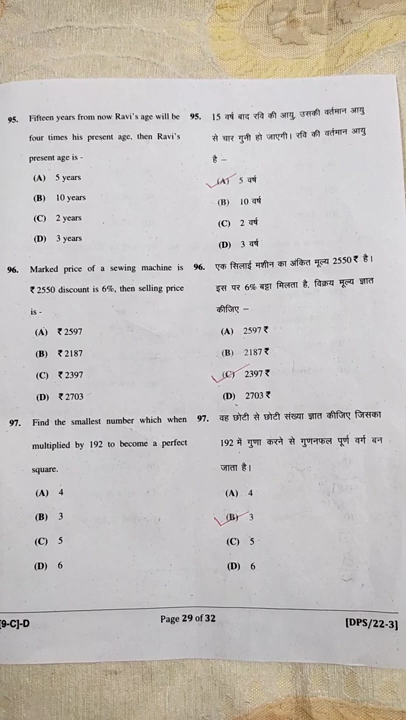 95. Fifteen years from now Ravi's age will be
four times his present age, then Ravi's
present age is -
(A) 5 years
(B) 10 years
(C) 2 years
(D) 3 years
96. Marked price of a sewing machine is
₹ 2550 discount is 6%, then selling price
is -
(A) ₹ 2597
(B) ₹ 2187
(C) ₹ 2397
(D) ₹ 2703
97. Find the smallest number which when
multiplied by 192 to become a perfect
square.
(A) 4
(B) 3
(C) 5
(D) 6
95. 15 वर्ष बाद रवि की आयु, उसकी वर्तमान आयु
से चार गुनी हो जाएगी। रवि की वर्तमान आयु
है –
(A) 5 वर्ष
(B) 10 वर्ष
(C) 2 वर्ष
(D) 3 वर्ष
96. एक सिलाई मशीन का अंकित मूल्य 2550 ₹ है।
इस पर 6% बट्टा मिलता है, विक्रय मूल्य ज्ञात
कीजिए –
(A) 2597 ₹
(B) 2187 ₹
(C) 2397 ₹
(D) 2703 ₹
97. वह छोटी से छोटी संख्या ज्ञात कीजिए जिसका
192 में गुणा करने से गुणनफल पूर्ण वर्ग बन
जाता है।
(A) 4
(B) 3
(C) 5
(D) 6
[9-C]-D
Page 29 of 32
[DPS/22-3]